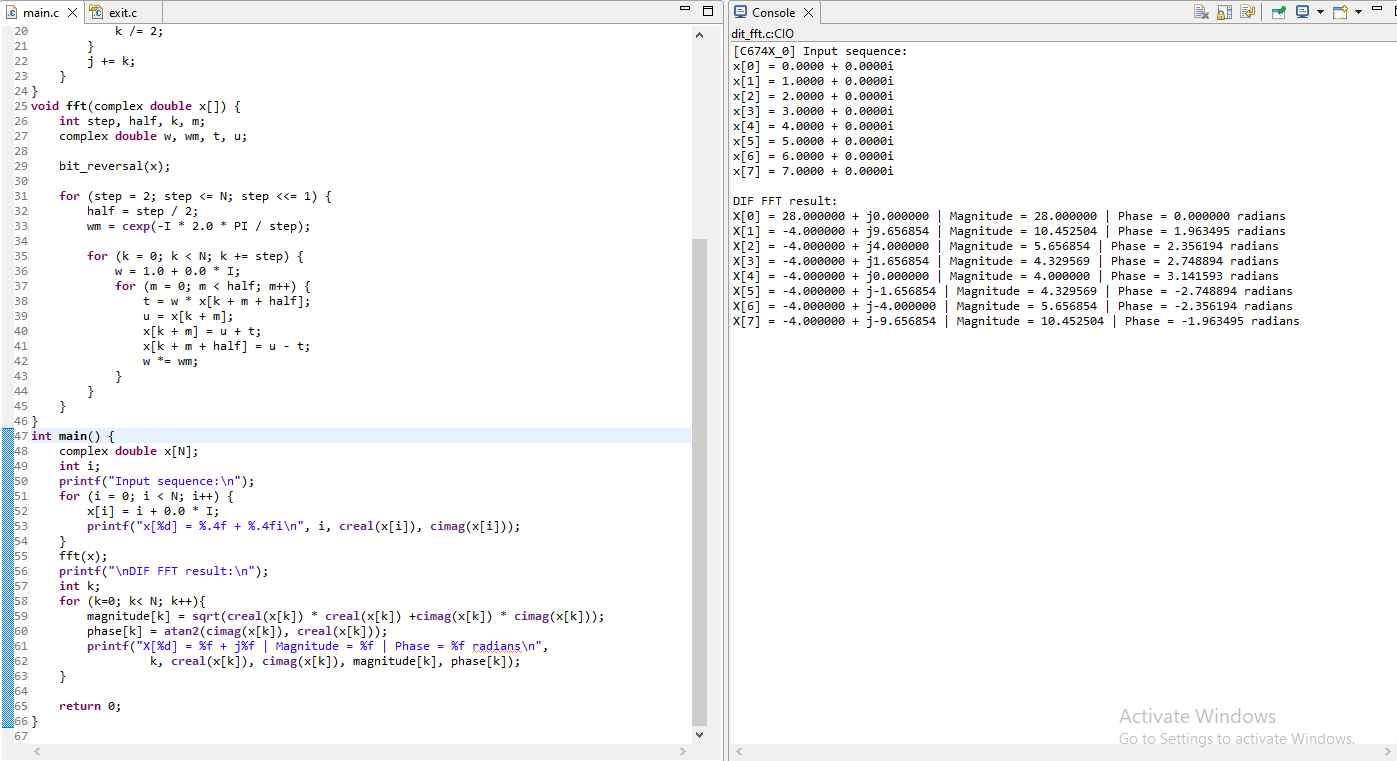 main.c
exit.c
20 k /= 2;
21 }
22 j += k;
23 }
24 }
25 void fft(complex double x[]) {
26 int step, half, k, m;
27 complex double w, wm, t, u;
28
29 bit_reversal(x);
30
31 for (step = 2; step <= N; step <<= 1) {
32 half = step / 2;
33 wm = cexp(-I * 2.0 * PI / step);
34
35 for (k = 0; k < N; k += step) {
36 w = 1.0 + 0.0 * I;
37 for (m = 0; m < half; m++) {
38 t = w * x[k + m + half];
39 u = x[k + m];
40 x[k + m] = u + t;
41 x[k + m + half] = u - t;
42 w *= wm;
43 }
44 }
45 }
46 }
47 int main() {
48 complex double x[N];
49 int i;
50 printf("Input sequence:\n");
51 for (i = 0; i < N; i++) {
52 x[i] = i + 0.0 * I;
53 printf("x[%d] = %.4f + %.4fi\n", i, creal(x[i]), cimag(x[i]));
54 }
55 fft(x);
56 printf("\nDIF FFT result:\n");
57 int k;
58 for (k=0; k< N; k++){
59 magnitude[k] = sqrt(creal(x[k]) * creal(x[k]) +cimag(x[k]) * cimag(x[k]));
60 phase[k] = atan2(cimag(x[k]), creal(x[k]));
61 printf("X[%d] = %f + j%f | Magnitude = %f | Phase = %f radians\n",
62 k, creal(x[k]), cimag(x[k]), magnitude[k], phase[k]);
63 }
64
65 return 0;
66 }
67
Console
dit_fft.c:CIO
[C674X_0] Input sequence:
x[0] = 0.0000 + 0.0000i
x[1] = 1.0000 + 0.0000i
x[2] = 2.0000 + 0.0000i
x[3] = 3.0000 + 0.0000i
x[4] = 4.0000 + 0.0000i
x[5] = 5.0000 + 0.0000i
x[6] = 6.0000 + 0.0000i
x[7] = 7.0000 + 0.0000i

DIF FFT result:
X[0] = 28.000000 + j0.000000 | Magnitude = 28.000000 | Phase = 0.000000 radians
X[1] = -4.000000 + j9.656854 | Magnitude = 10.452504 | Phase = 1.963495 radians
X[2] = -4.000000 + j4.000000 | Magnitude = 5.656854 | Phase = 2.356194 radians
X[3] = -4.000000 + j1.656854 | Magnitude = 4.329569 | Phase = 2.748894 radians
X[4] = -4.000000 + j0.000000 | Magnitude = 4.000000 | Phase = 3.141593 radians
X[5] = -4.000000 + j-1.656854 | Magnitude = 4.329569 | Phase = -2.748894 radians
X[6] = -4.000000 + j-4.000000 | Magnitude = 5.656854 | Phase = -2.356194 radians
X[7] = -4.000000 + j-9.656854 | Magnitude = 10.452504 | Phase = -1.963495 radians
Activate Windows
Go to Settings to activate Windows.